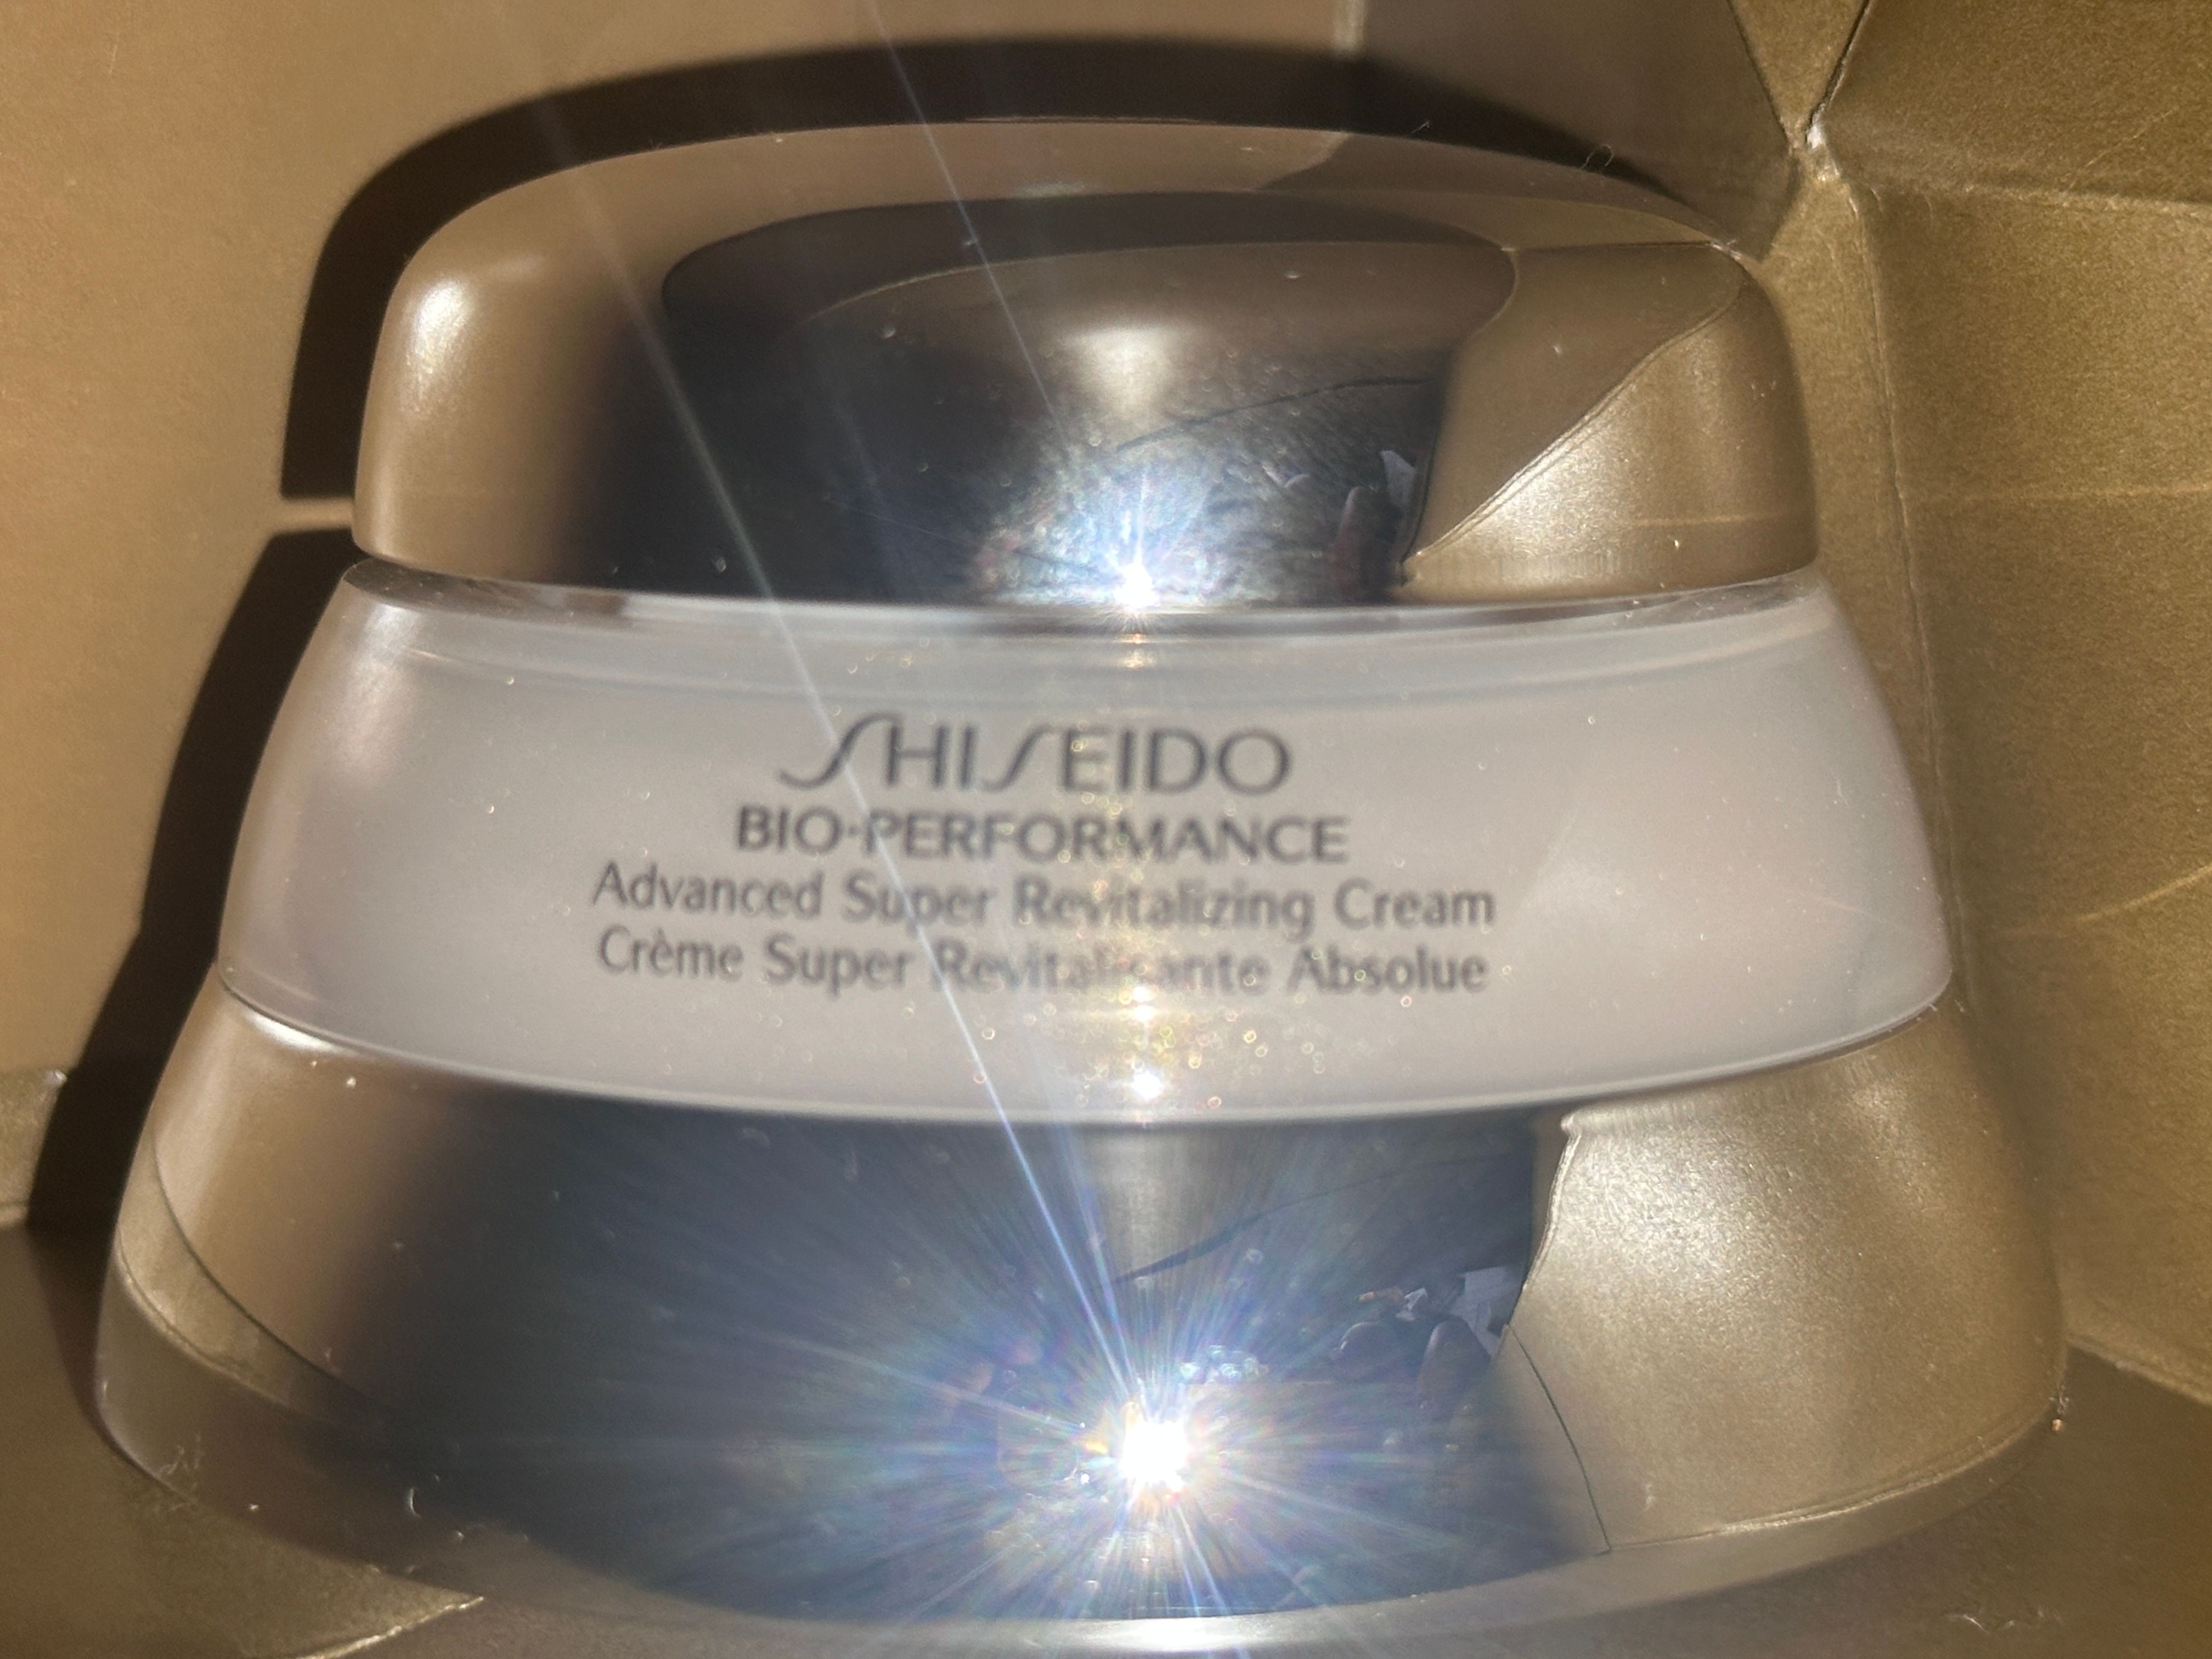 SHISEIDO
BIO-PERFORMANCE
Advanced Super Revitalizing Cream
Crème Super Revitalisante Absolue